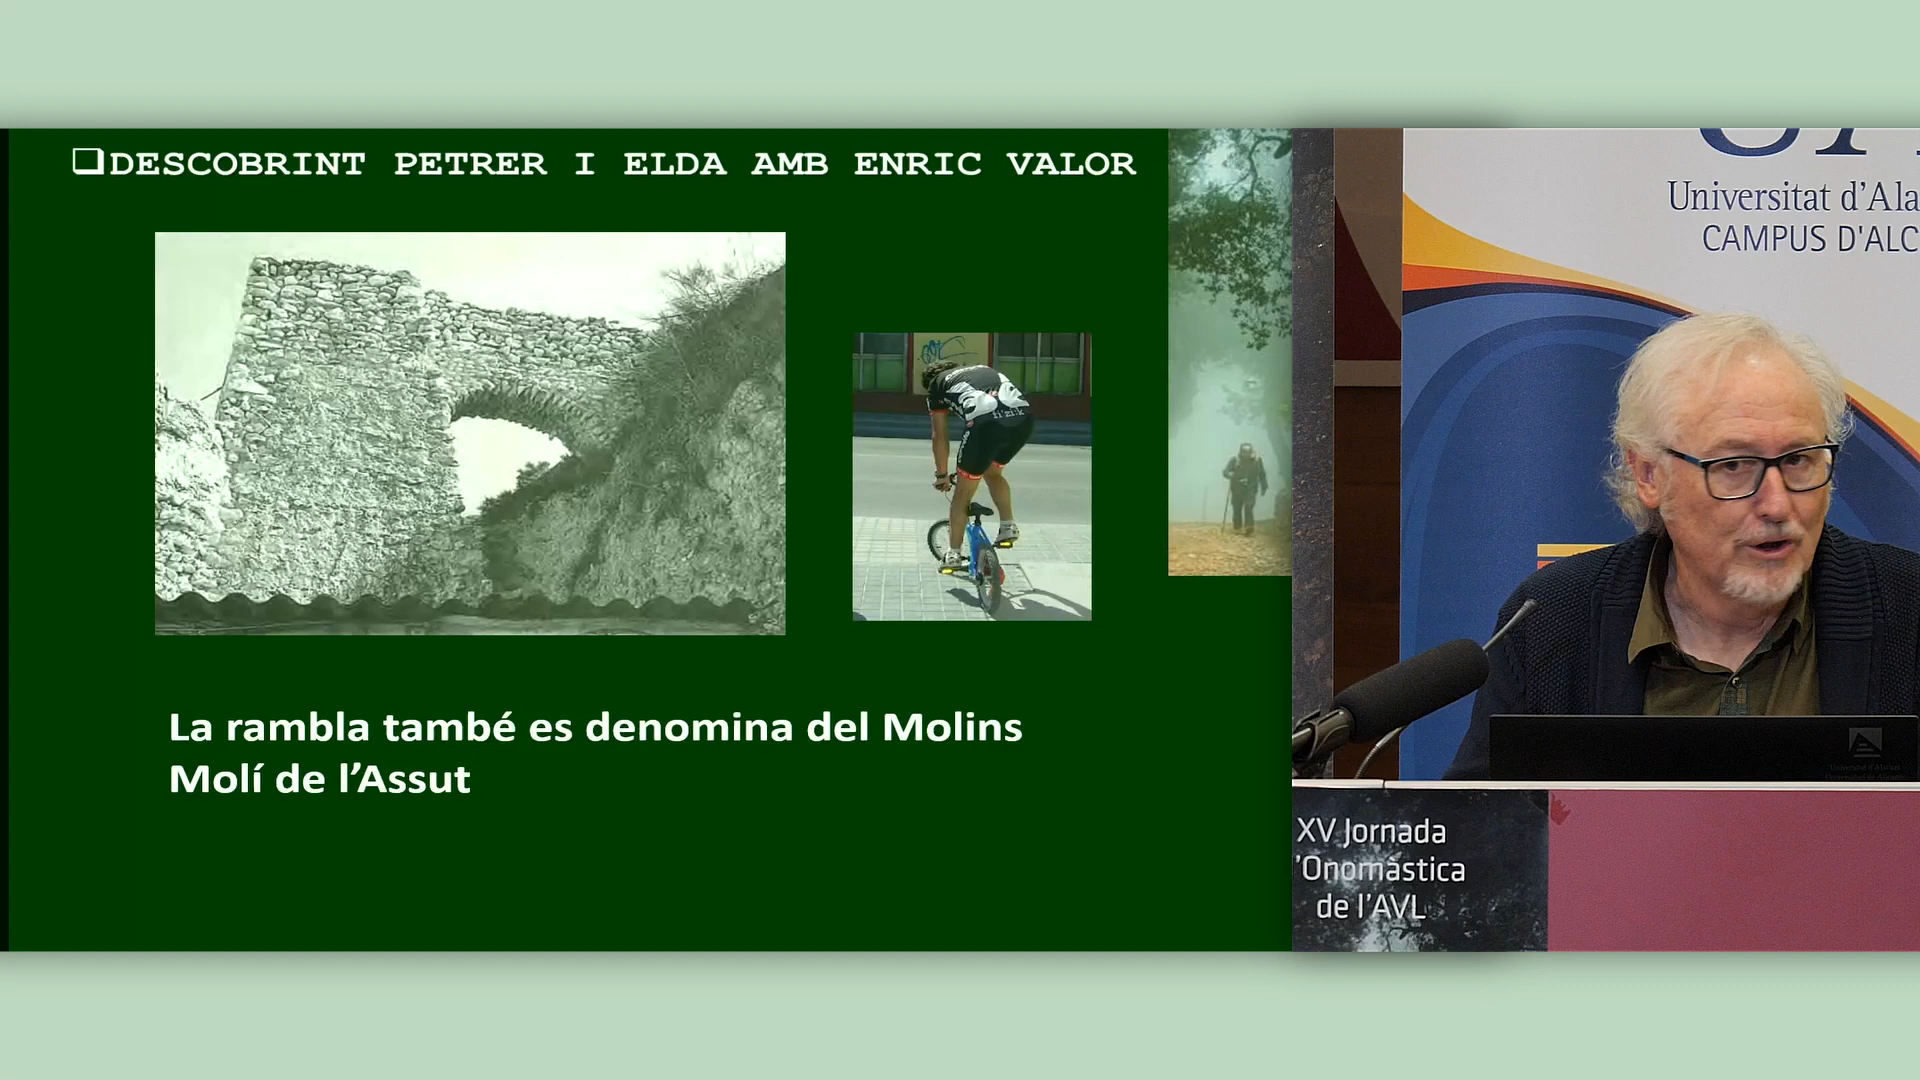 ❑DESCOBRINT PETRER I ELDA AMB ENRIC VALOR
La rambla també es denomina del Molins
Molí de l’Assut
Universitat d'Ala
CAMPUS D'ALC
XV Jornada
'Onomàstica
de l'AVL